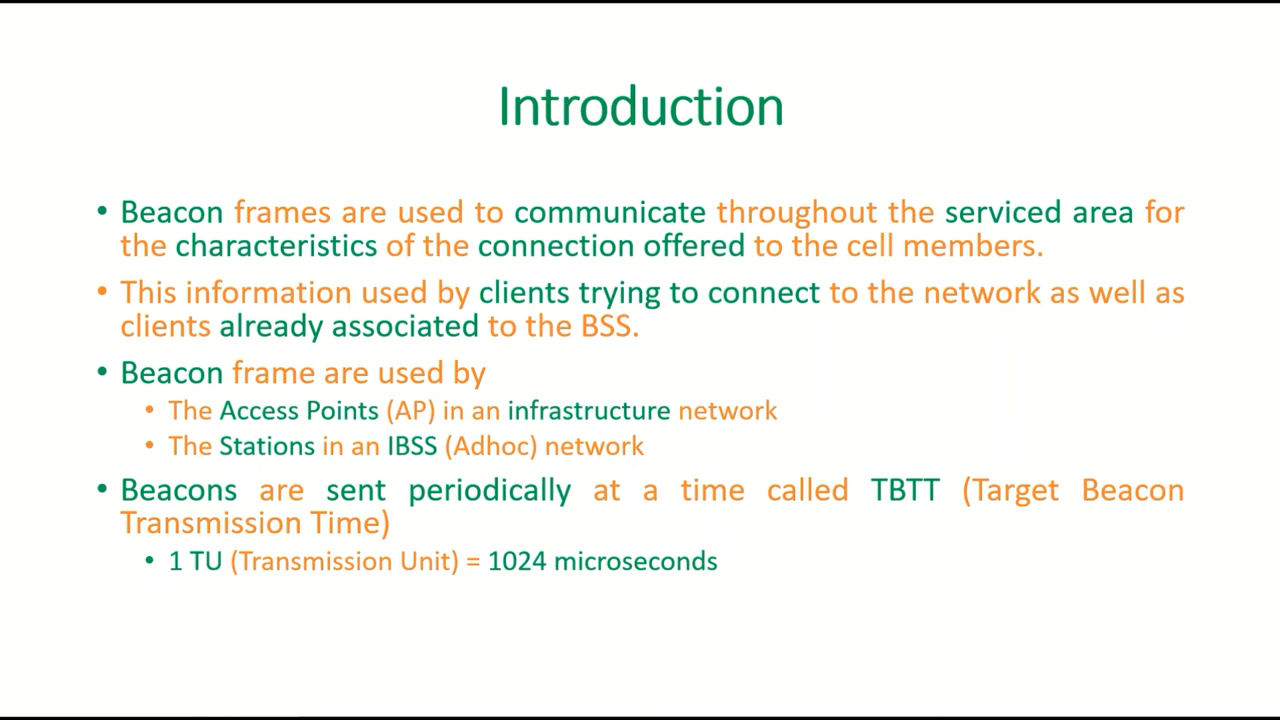 Introduction
• Beacon frames are used to communicate throughout the serviced area for
the characteristics of the connection offered to the cell members.
• This information used by clients trying to connect to the network as well as
clients already associated to the BSS.
• Beacon frame are used by
• The Access Points (AP) in an infrastructure network
• The Stations in an IBSS (Adhoc) network
• Beacons are sent periodically at a time called TBTT (Target Beacon
Transmission Time)
• 1 TU (Transmission Unit) = 1024 microseconds